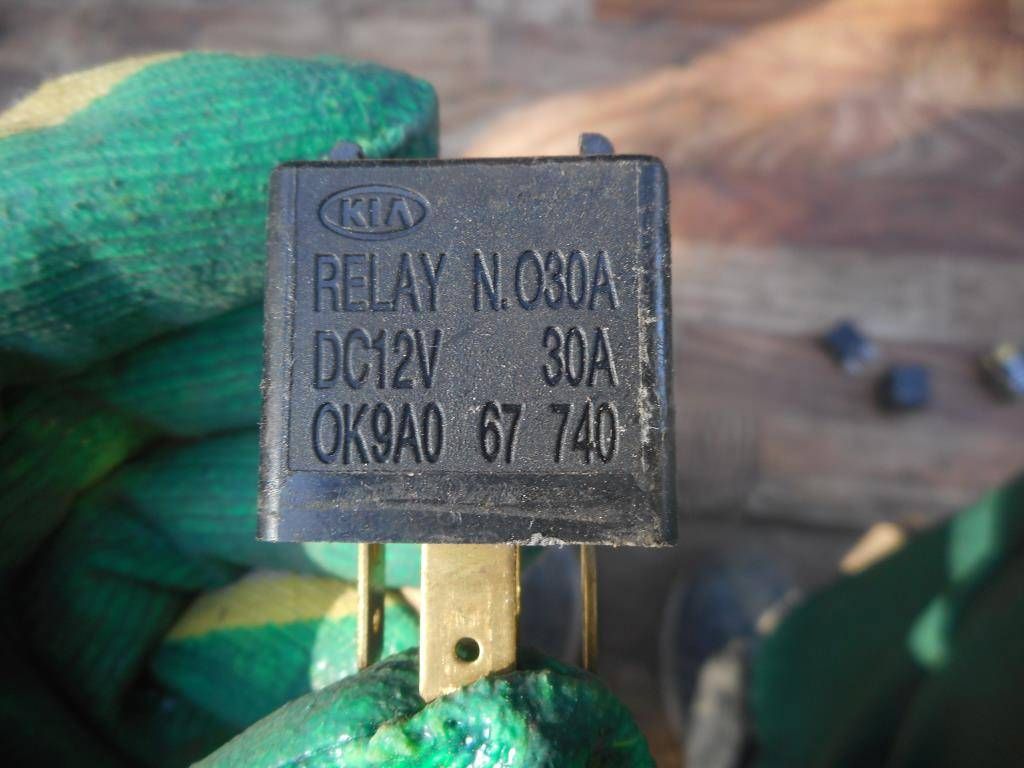 KIA
RELAY N.O30A
DC12V 30A
OK9A0 67 740